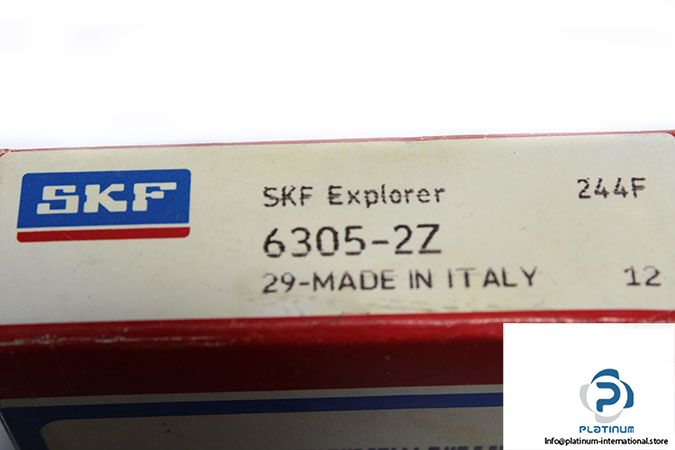 SKF
SKF Explorer 244F
6305-2Z
29-MADE IN ITALY 12
PLATINUM
Info@platinum-international.store